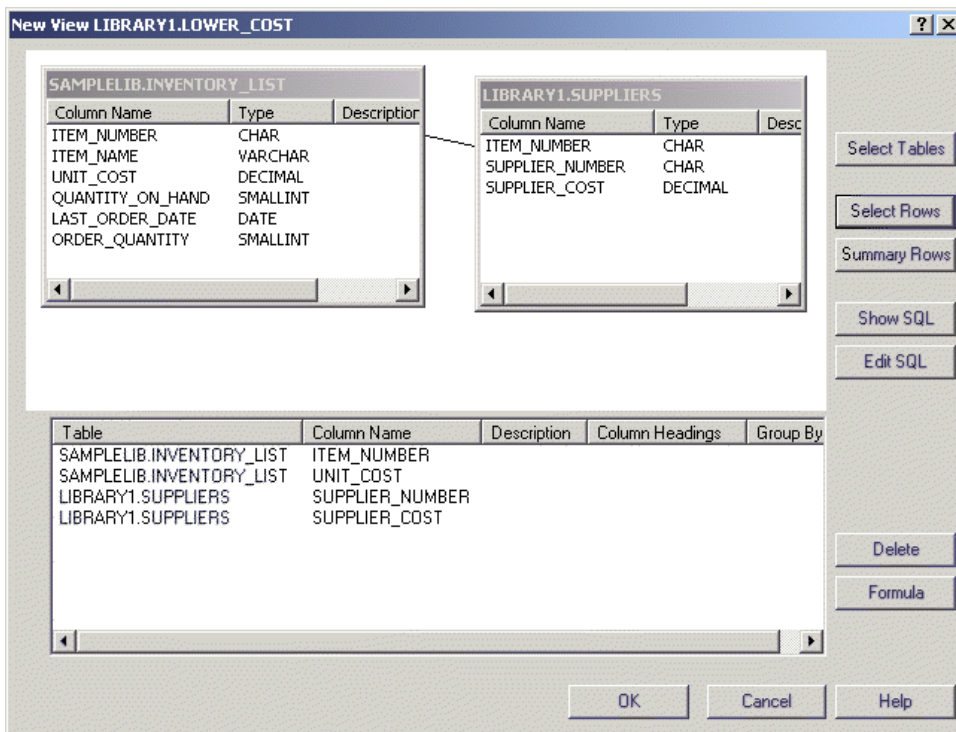 New View LIBRARY1.LOWER_COST
SAMPLELIB.INVENTORY_LIST
Column Name Type Description
ITEM_NUMBER CHAR
ITEM_NAME VARCHAR
UNIT_COST DECIMAL
QUANTITY_ON_HAND SMALLINT
LAST_ORDER_DATE DATE
ORDER_QUANTITY SMALLINT
LIBRARY1.SUPPLIERS
Column Name Type Desc
ITEM_NUMBER CHAR
SUPPLIER_NUMBER CHAR
SUPPLIER_COST DECIMAL
Select Tables
Select Rows
Summary Rows
Show SQL
Edit SQL
Table Column Name Description Column Headings Group By
SAMPLELIB.INVENTORY_LIST ITEM_NUMBER
SAMPLELIB.INVENTORY_LIST UNIT_COST
LIBRARY1.SUPPLIERS SUPPLIER_NUMBER
LIBRARY1.SUPPLIERS SUPPLIER_COST
Delete
Formula
OK Cancel Help